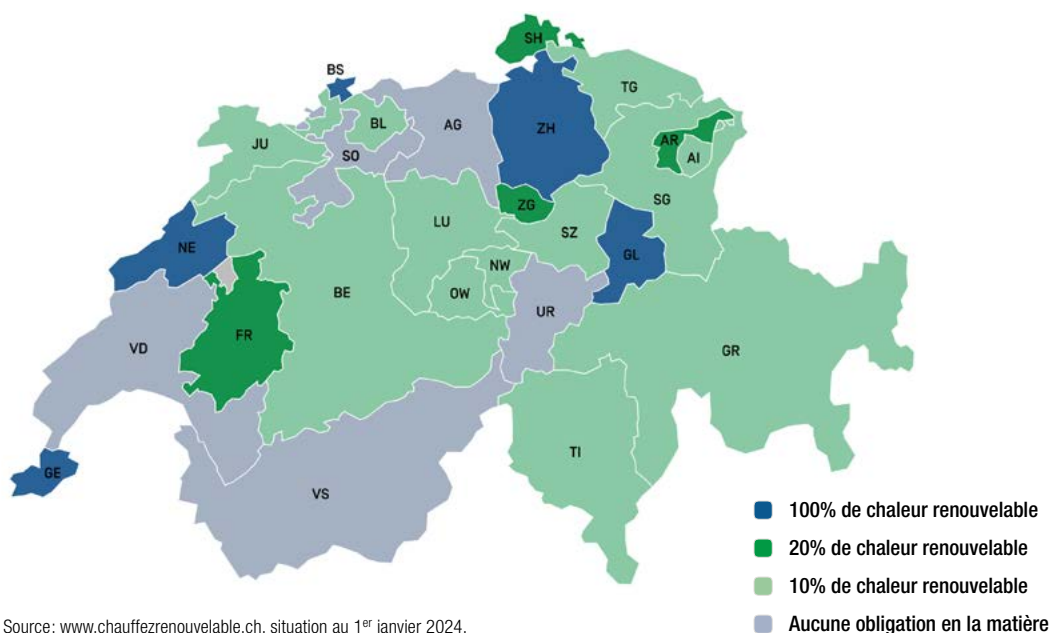 SH
BS
TG
BL
AG
ZH
AR
JU
SO
AI
ZG
SG
LU
SZ
NE
GL
NW
BE
OW
UR
FR
VD
GR
TI
GE
VS
100% de chaleur renouvelable
20% de chaleur renouvelable
10% de chaleur renouvelable
Aucune obligation en la matière
Source: www.chauffezrenouvelable.ch, situation au 1er janvier 2024.